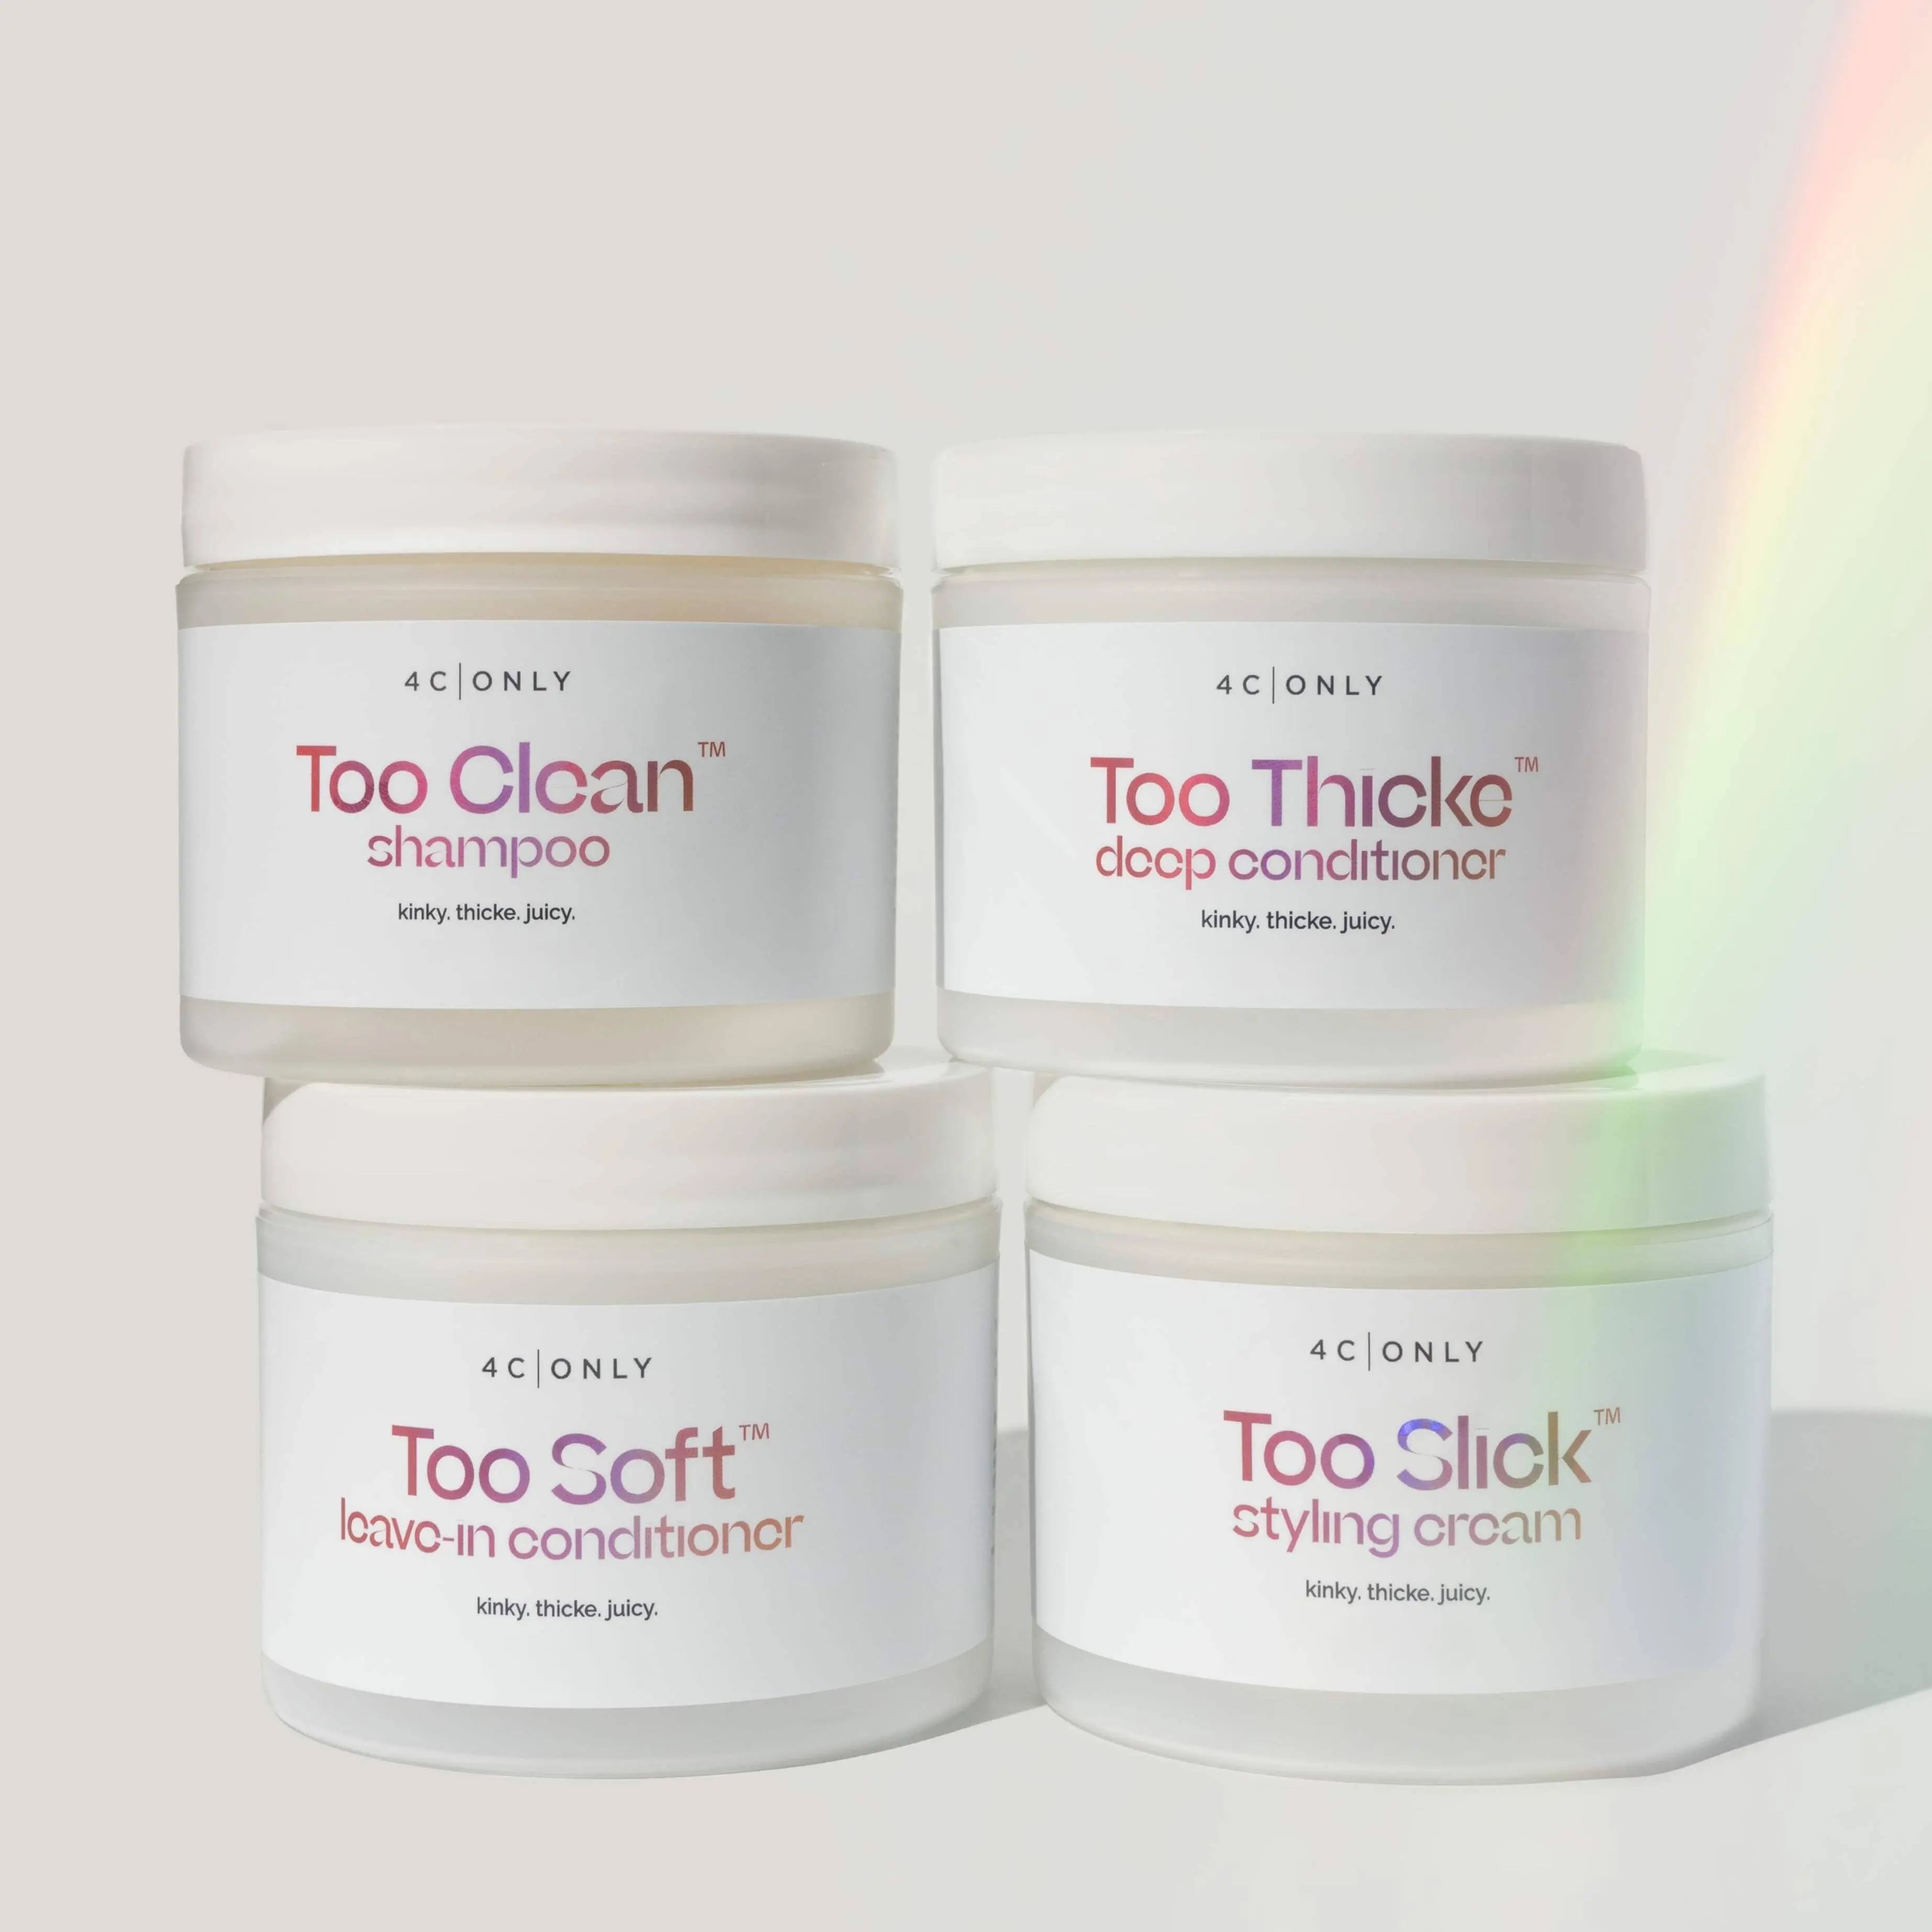 4C|ONLY
Too Clean™
shampoo
kinky. thicke. juicy.
4C|ONLY
Too Thicke™
deep conditioner
kinky. thicke. juicy.
4C|ONLY
Too Soft™
leave-in conditioner
kinky. thicke. juicy.
4C|ONLY
Too Slick™
styling cream
kinky. thicke. juicy.